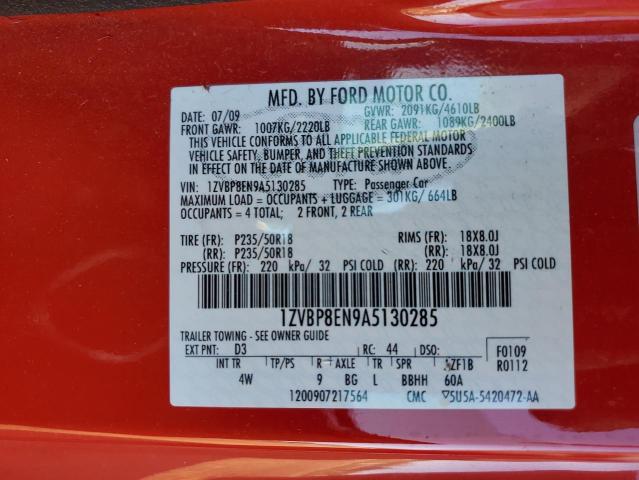 MFD. BY FORD MOTOR CO.
DATE: 07/09 GVWR: 2091KG/4610LB
FRONT GAWR: 1007KG/2220LB REAR GAWR: 1089KG/2400LB
THIS VEHICLE CONFORMS TO ALL APPLICABLE FEDERAL MOTOR
VEHICLE SAFETY, BUMPER, AND THEFT PREVENTION STANDARDS
IN EFFECT ON THE DATE OF MANUFACTURE SHOWN ABOVE.
VIN: 1ZVBP8EN9A5130285 TYPE: Passenger Car
MAXIMUM LOAD = OCCUPANTS + LUGGAGE = 301KG/ 664LB
OCCUPANTS = 4 TOTAL; 2 FRONT, 2 REAR
TIRE (FR): P235/50R18 RIMS (FR): 18X8.0J
(RR): P235/50R18 (RR): 18X8.0J
PRESSURE (FR): 220 kPa/ 32 PSI COLD (RR): 220 kPa/ 32 PSI COLD
1ZVBP8EN9A5130285
TRAILER TOWING - SEE OWNER GUIDE
EXT PNT: D3 RC: 44 DSO: F0109
INT TR TP/PS R AXLE TR SPR ZF1B R0112
4W 9 BG L BBHH 60A
1200907217564 CMC ▽5U5A-5420472-AA